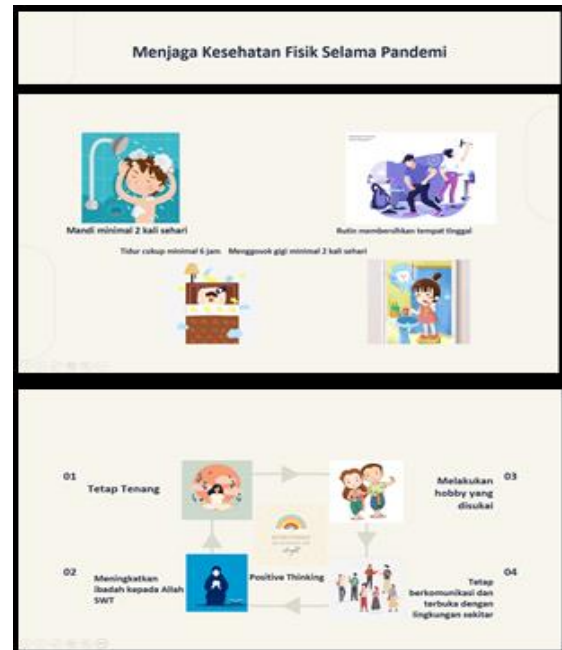 Menjaga Kesehatan Fisik Selama Pandemi
Mandi minimal 2 kali sehari
Rutin membersihkan tempat tinggal
Tidur cukup minimal 6 jam
Menggosok gigi minimal 2 kali sehari
01
Tetap Tenang
03
Melakukan
hobby yang
disukai
02
Meningkatkan
ibadah kepada Allah
SWT
Positive Thinking
04
Tetap
berkomunikasi dan
terbuka dengan
lingkungan sekitar